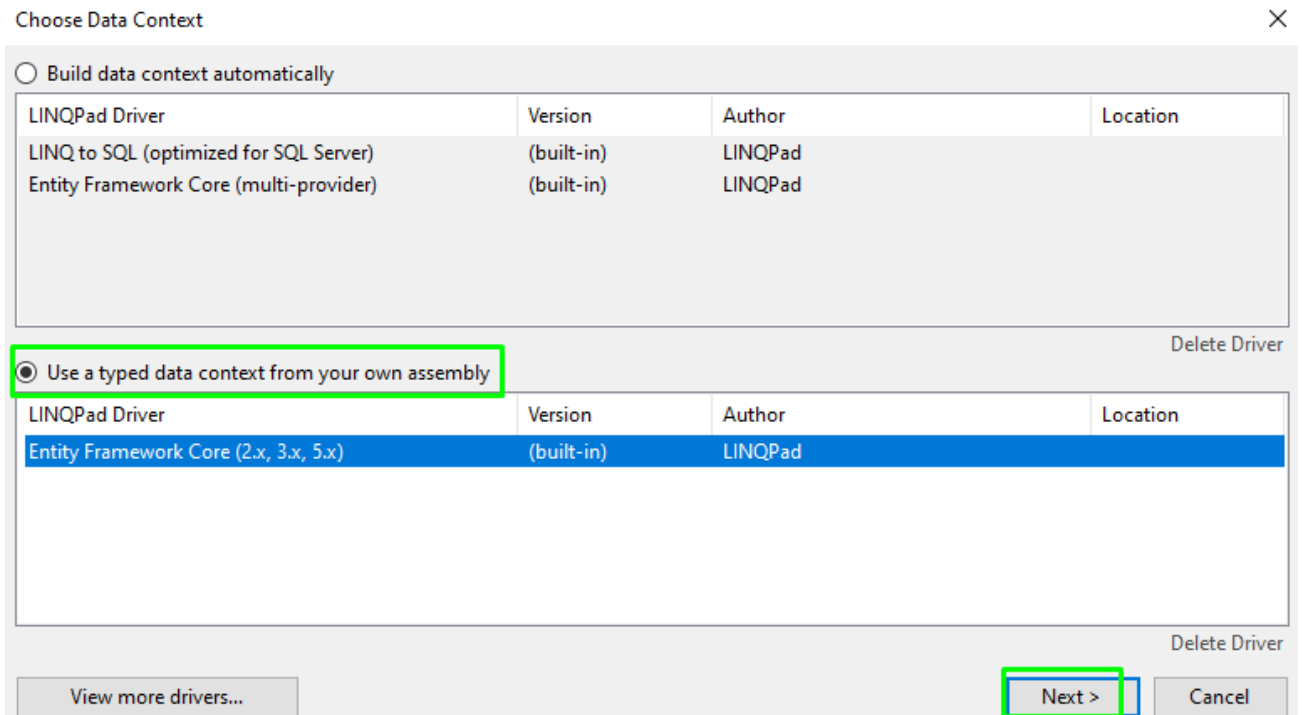 Choose Data Context
Build data context automatically
LINQPad Driver Version Author Location
LINQ to SQL (optimized for SQL Server) (built-in) LINQPad
Entity Framework Core (multi-provider) (built-in) LINQPad
Delete Driver
Use a typed data context from your own assembly
LINQPad Driver Version Author Location
Entity Framework Core (2.x, 3.x, 5.x) (built-in) LINQPad
Delete Driver
View more drivers... Next > Cancel